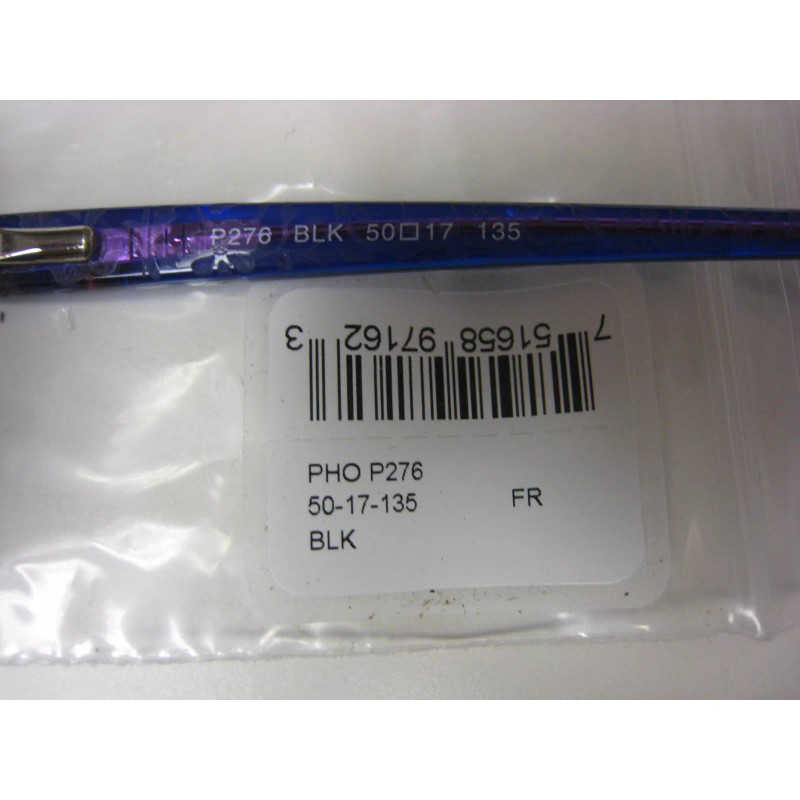 P276 BLK 50□17 135
7 51658 97162 3
PHO P276
50-17-135 FR
BLK